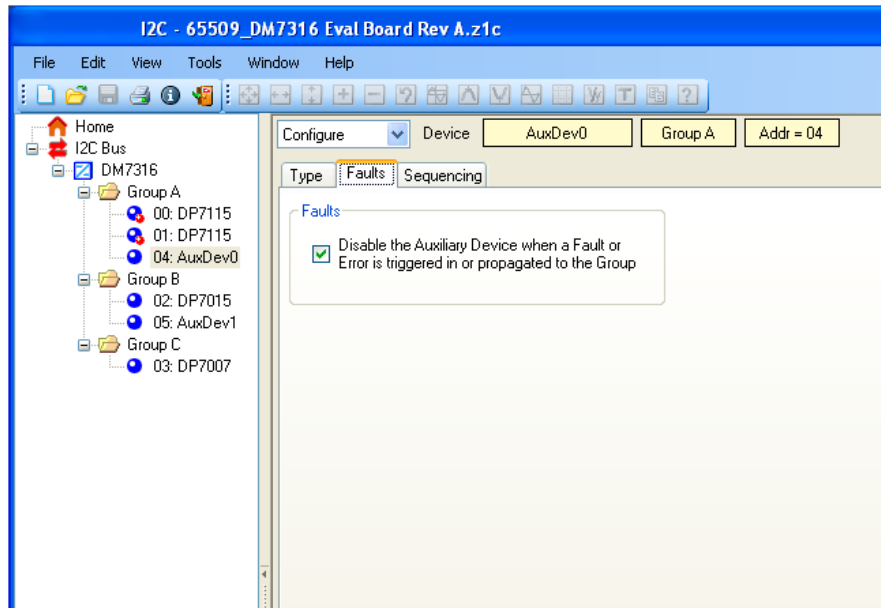 I2C - 65509_DM7316 Eval Board Rev A.z1c
File Edit View Tools Window Help
Home
I2C Bus
DM7316
Group A
00: DP7115
01: DP7115
04: AuxDev0
Group B
02: DP7015
05: AuxDev1
Group C
03: DP7007
Configure Device AuxDev0 Group A Addr = 04
Type Faults Sequencing
Faults
Disable the Auxiliary Device when a Fault or
Error is triggered in or propagated to the Group